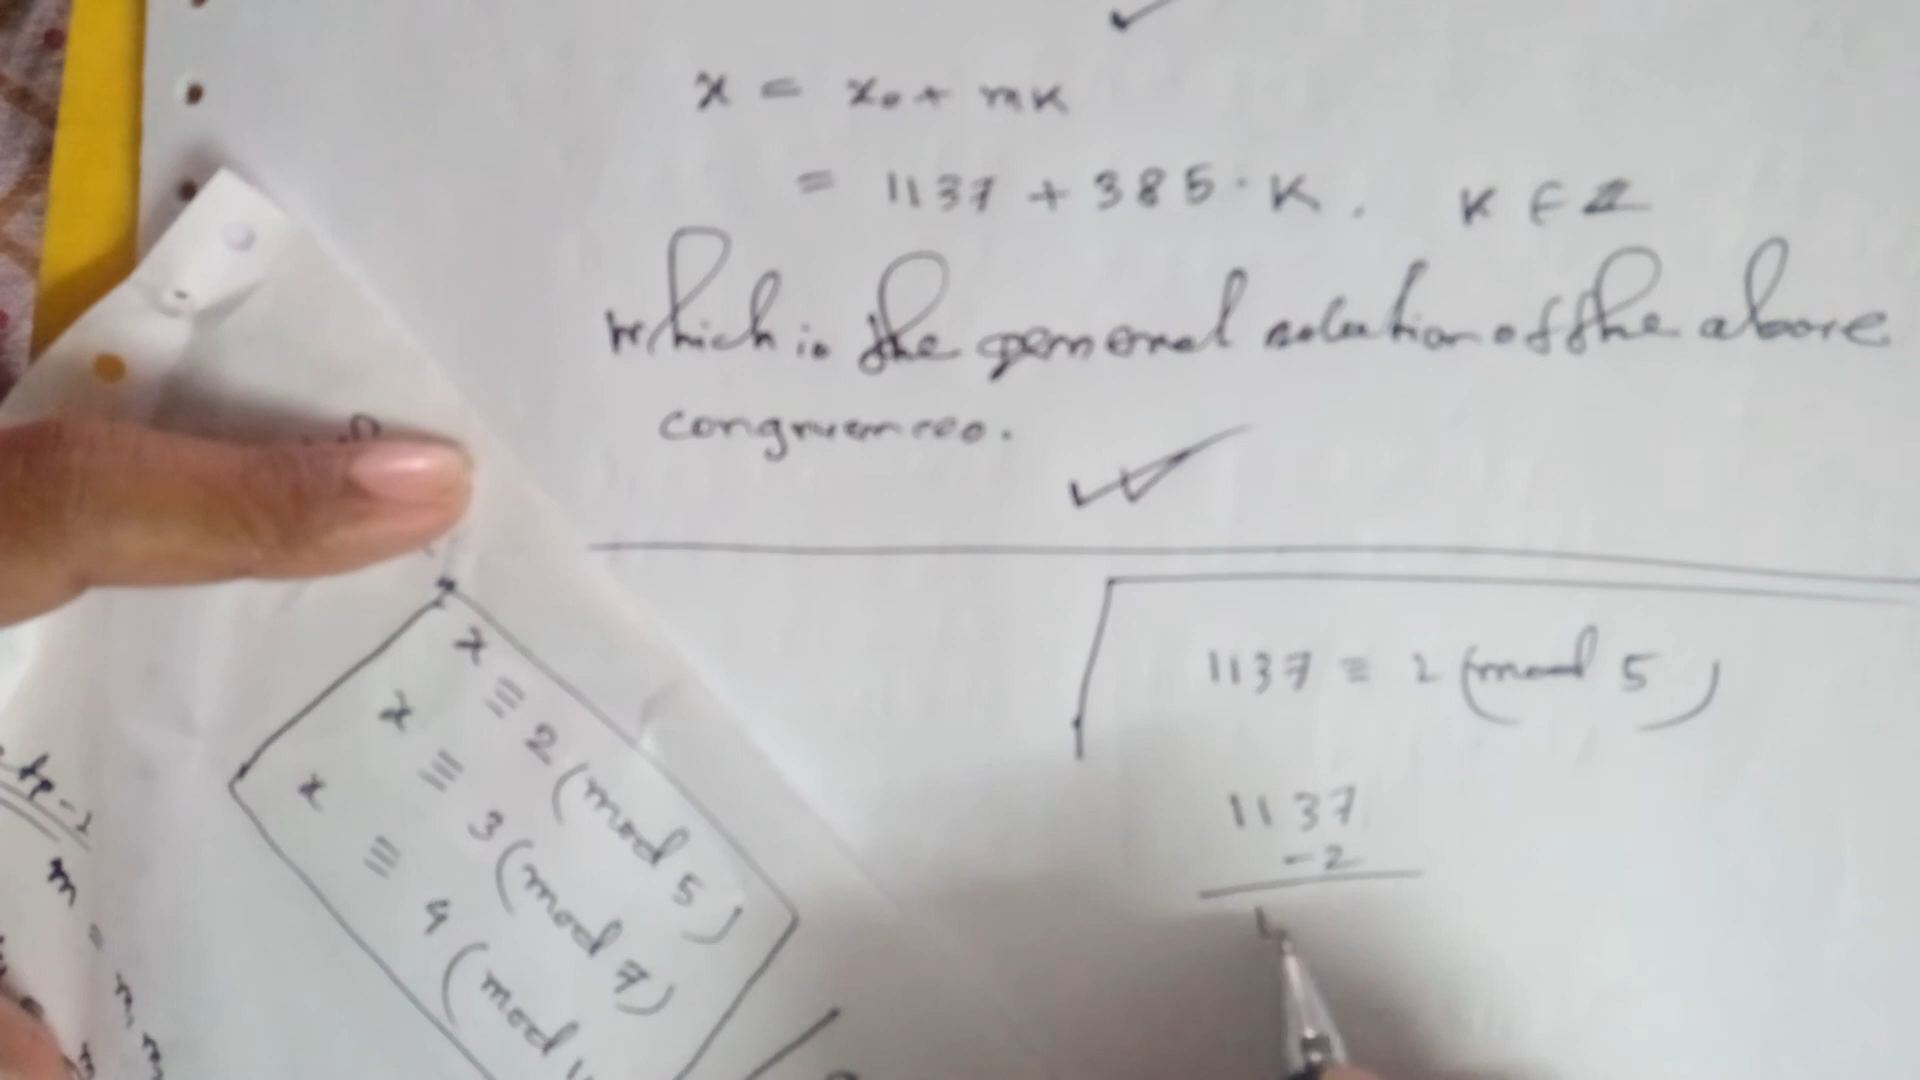 x = x₀ + mK
= 1137 + 385 · K, K ∈ Z
which is the general solution of the above
congruences.
1137 ≡ 2 (mod 5)
1137
-2
x ≡ 2 (mod 5)
x ≡ 3 (mod 7)
x ≡ 4 (mod
m =